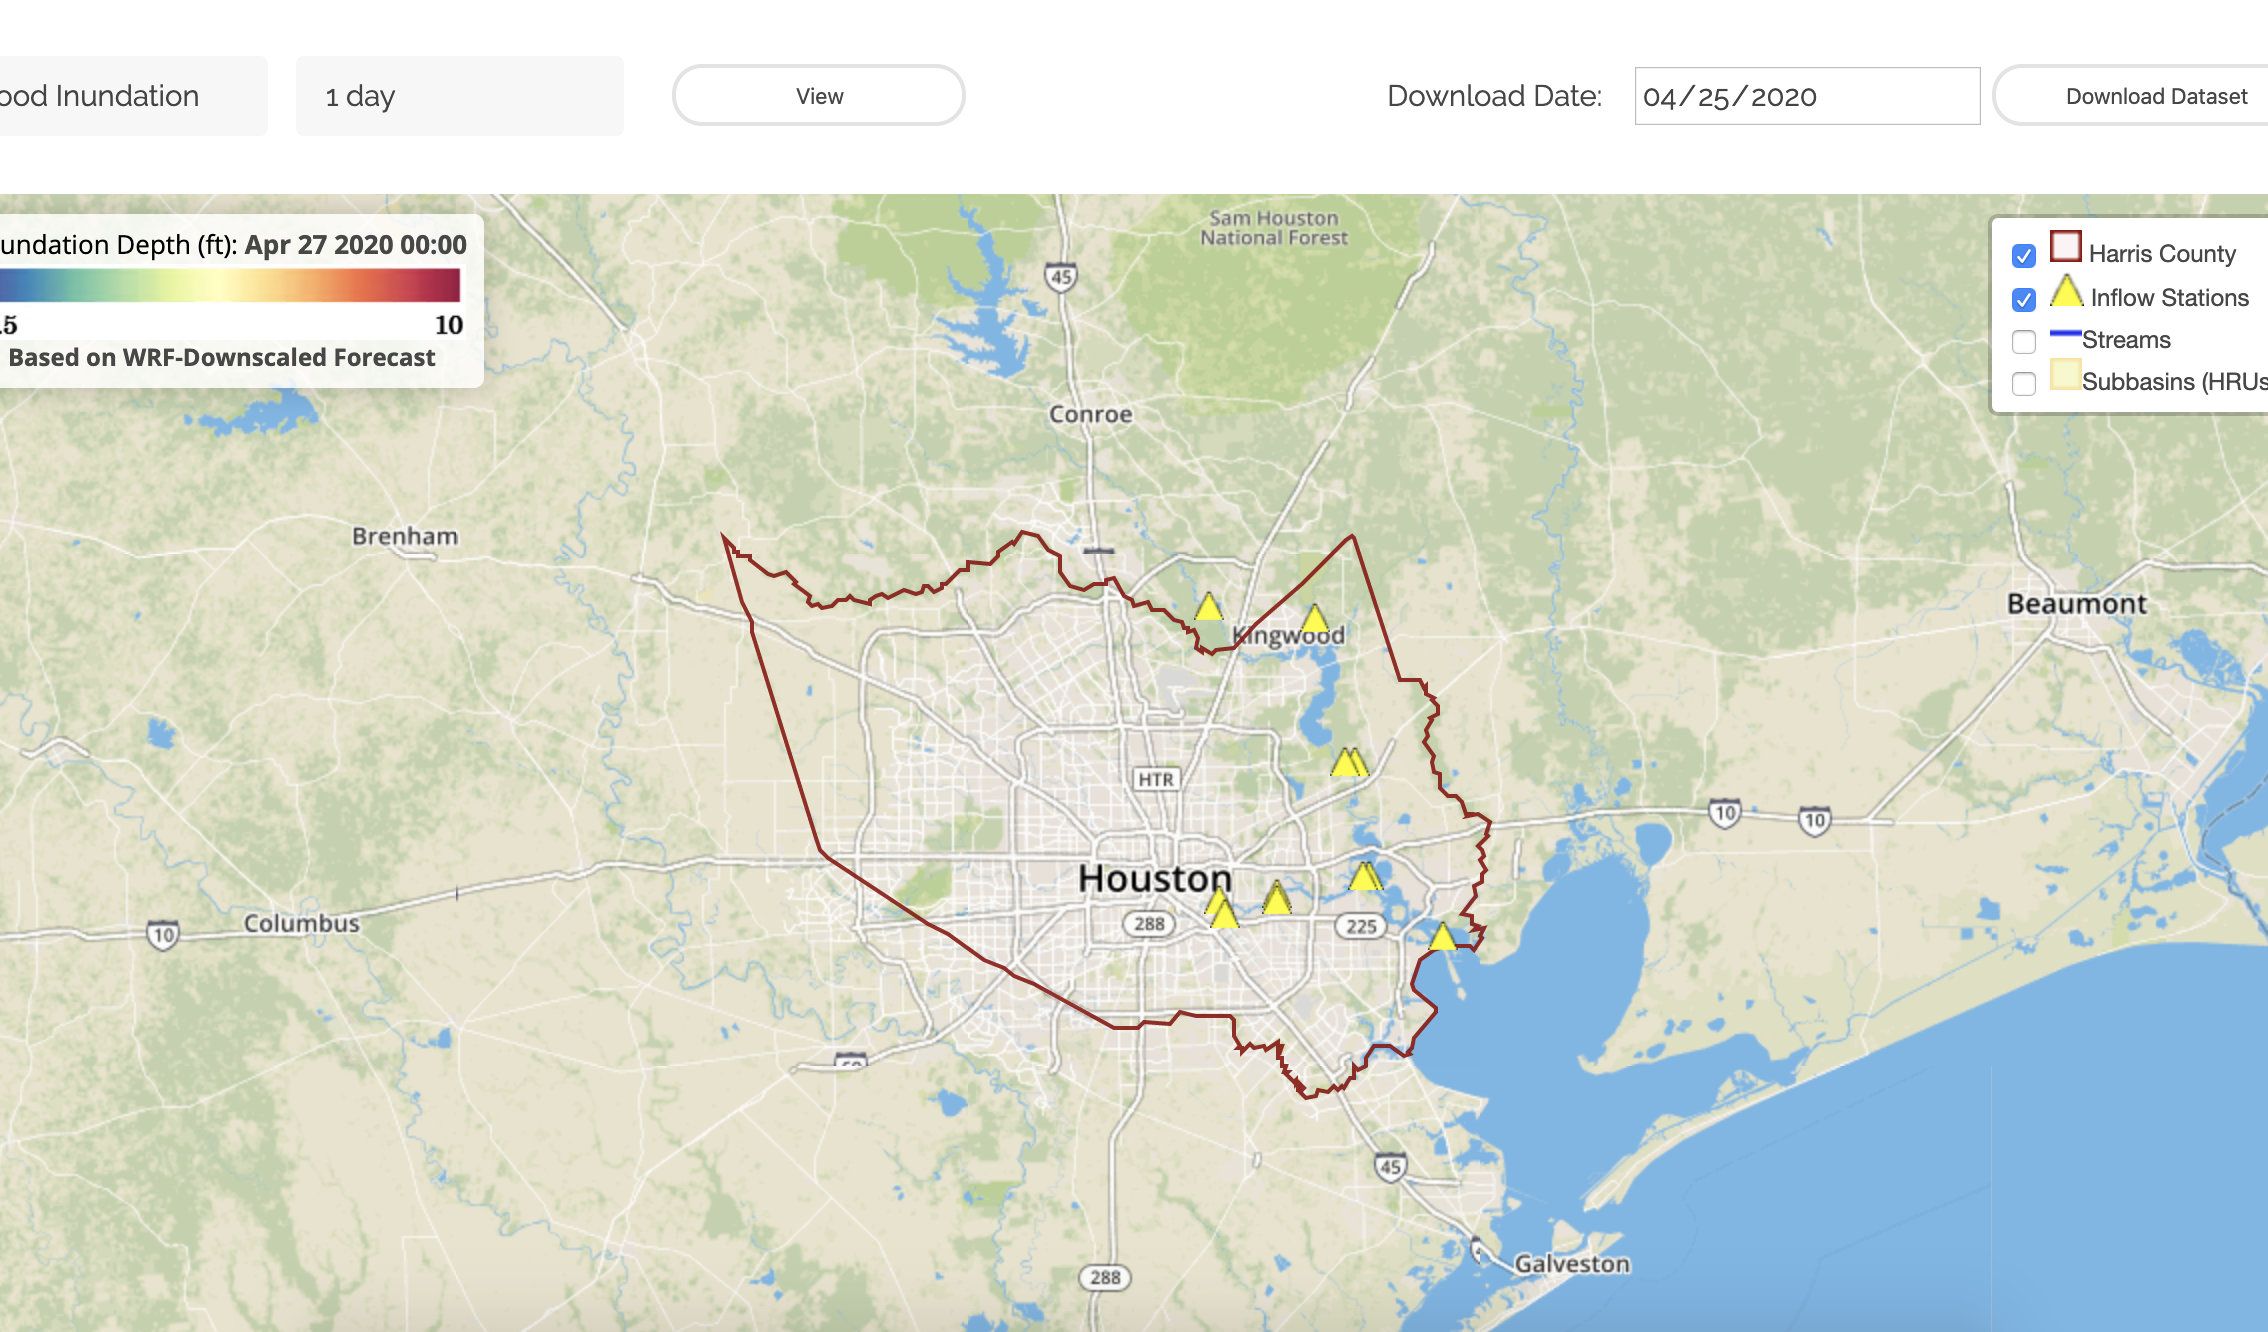 ood Inundation
1 day
View
Download Date:
04/25/2020
Download Dataset
undation Depth (ft): Apr 27 2020 00:00
.5
10
Based on WRF-Downscaled Forecast
Harris County
Inflow Stations
Streams
Subbasins (HRUs
Sam Houston
National Forest
45
Conroe
Brenham
Kingwood
Beaumont
HTR
10
10
Houston
Columbus
10
288
225
45
Galveston
288